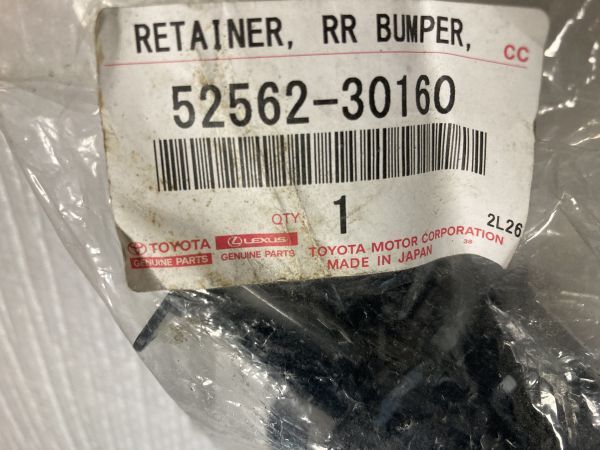 RETAINER, RR BUMPER,
CC
52562-30160
QTY 1
2L26
TOYOTA LEXUS TOYOTA MOTOR CORPORATION
GENUINE PARTS GENUINE PARTS MADE IN JAPAN 38